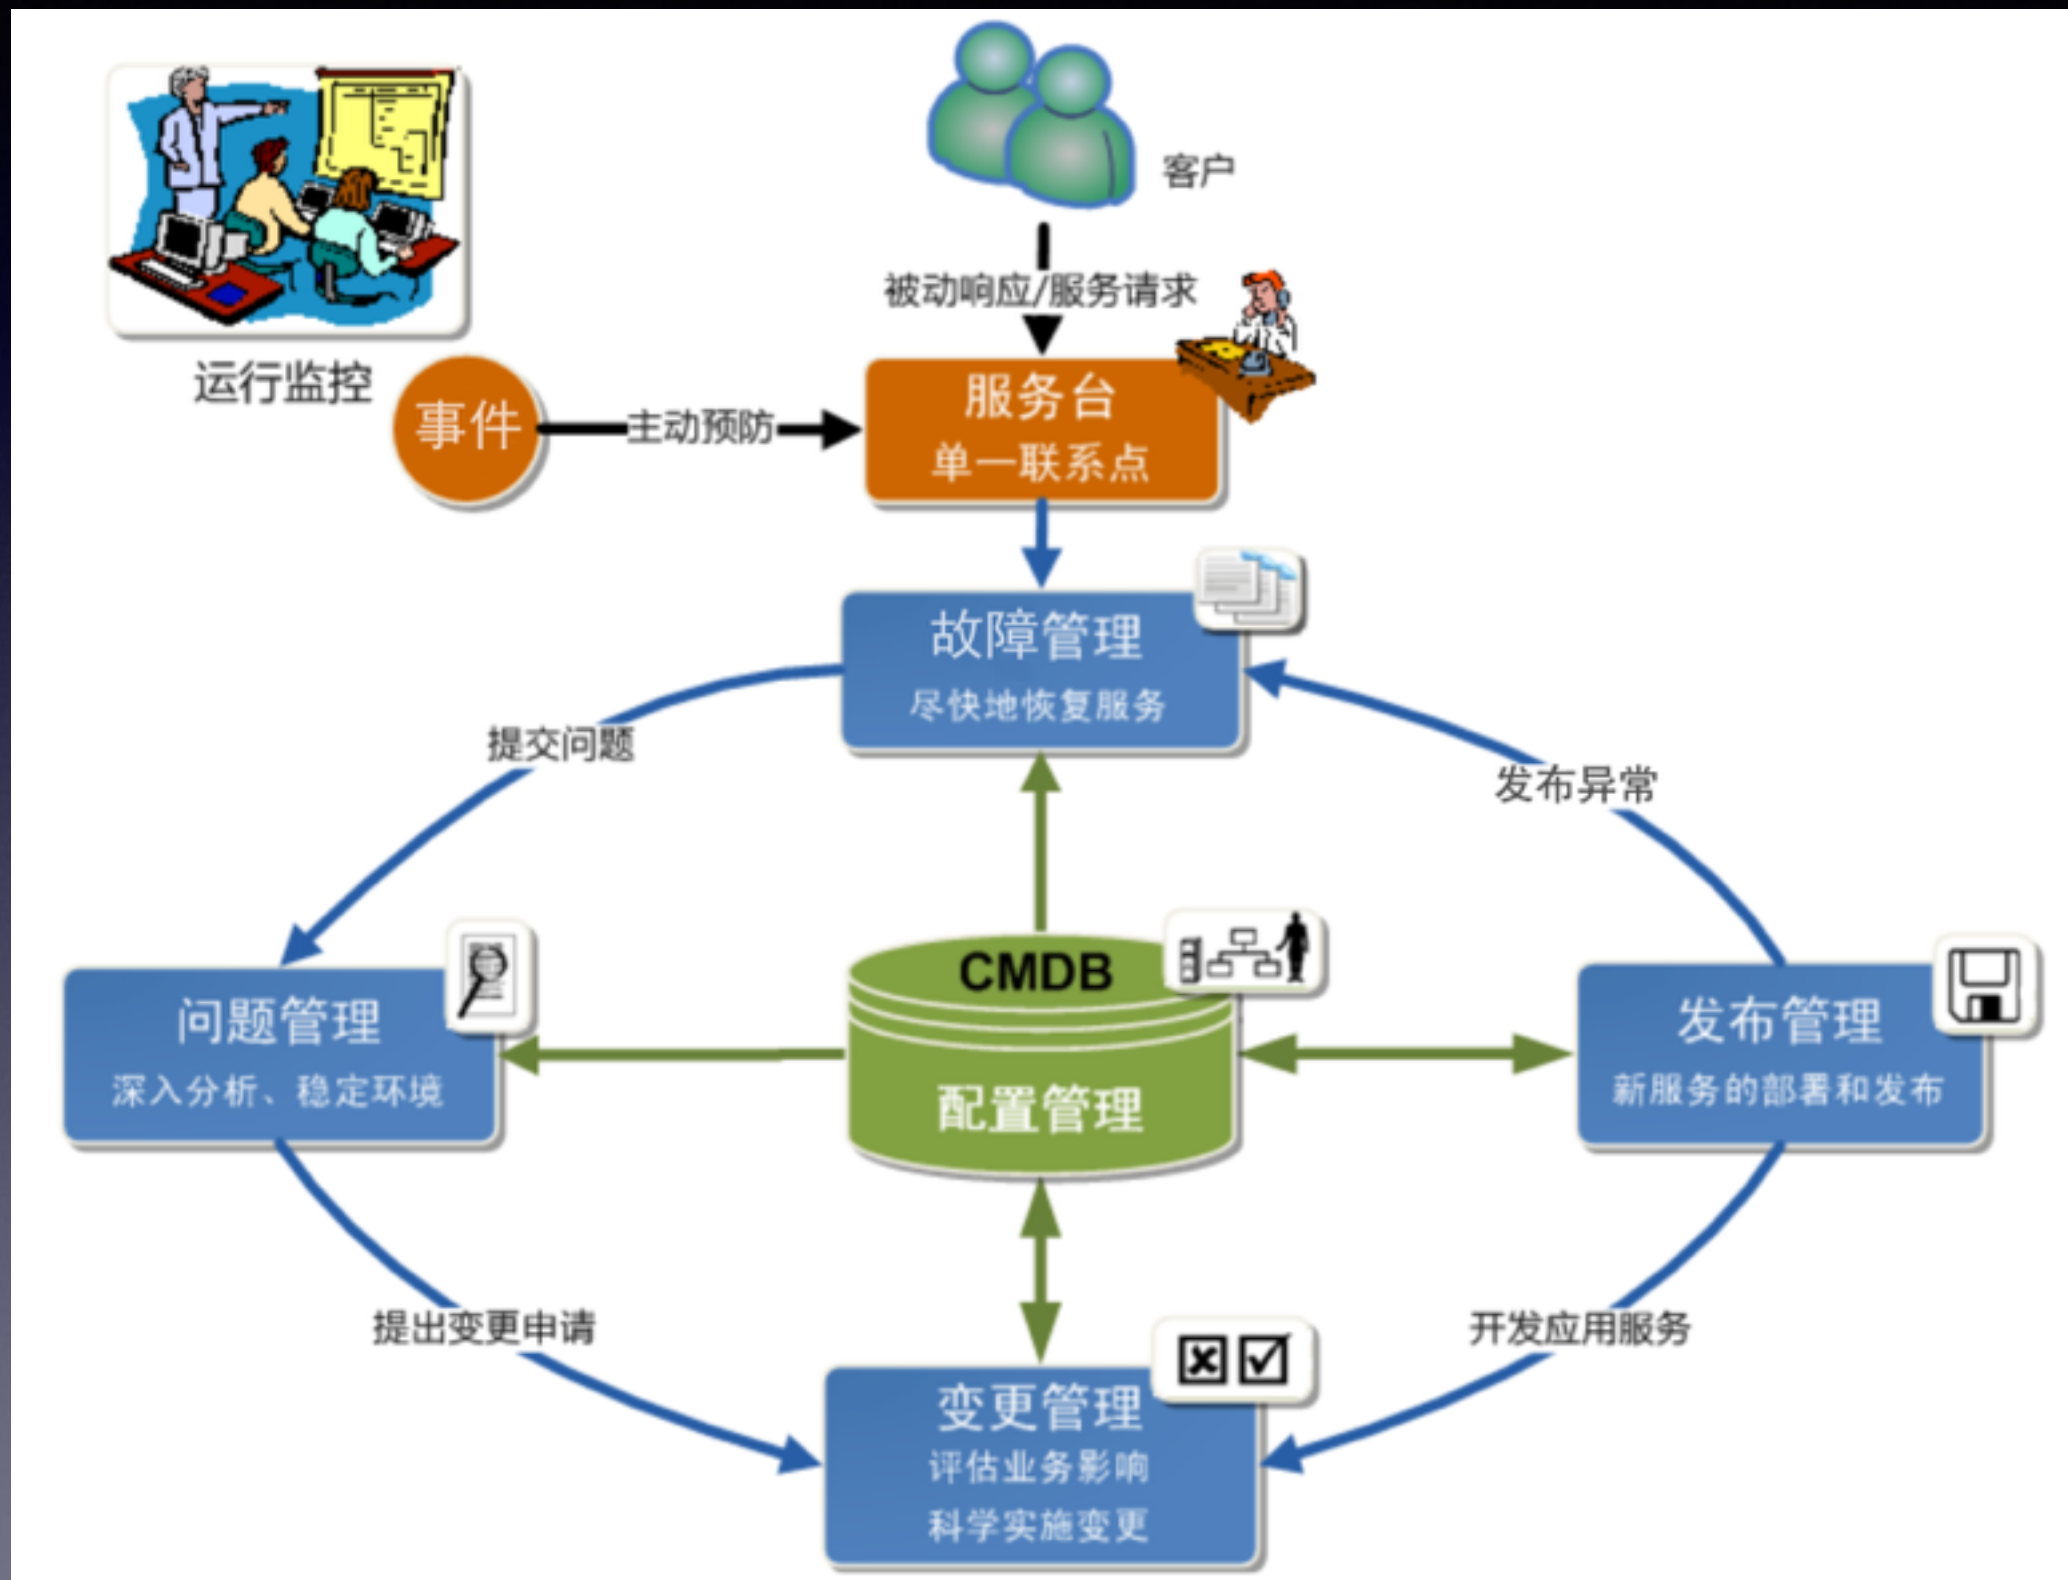 客户
被动响应/服务请求
运行监控
事件
主动预防
服务台
单一联系点
故障管理
尽快地恢复服务
提交问题
发布异常
CMDB
配置管理
问题管理
深入分析、稳定环境
发布管理
新服务的部署和发布
提出变更申请
开发应用服务
变更管理
评估业务影响
科学实施变更